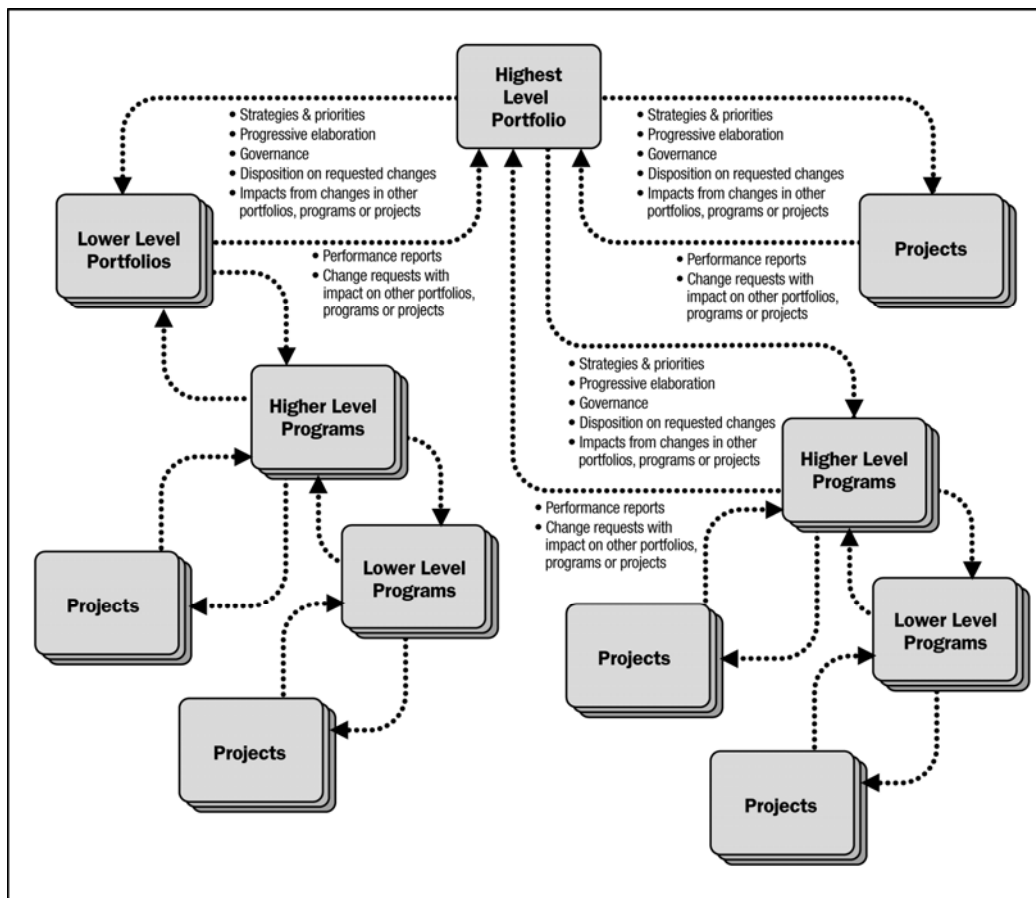 Highest
Level
Portfolio
• Strategies & priorities
• Progressive elaboration
• Governance
• Disposition on requested changes
• Impacts from changes in other
portfolios, programs or projects
• Strategies & priorities
• Progressive elaboration
• Governance
• Disposition on requested changes
• Impacts from changes in other
portfolios, programs or projects
Lower Level
Portfolios
Projects
• Performance reports
• Change requests with
impact on other portfolios,
programs or projects
• Performance reports
• Change requests with
impact on other portfolios,
programs or projects
• Strategies & priorities
• Progressive elaboration
• Governance
• Disposition on requested changes
• Impacts from changes in other
portfolios, programs or projects
Higher Level
Programs
Higher Level
Programs
• Performance reports
• Change requests with
impact on other portfolios,
programs or projects
Lower Level
Programs
Projects
Lower Level
Programs
Projects
Projects
Projects